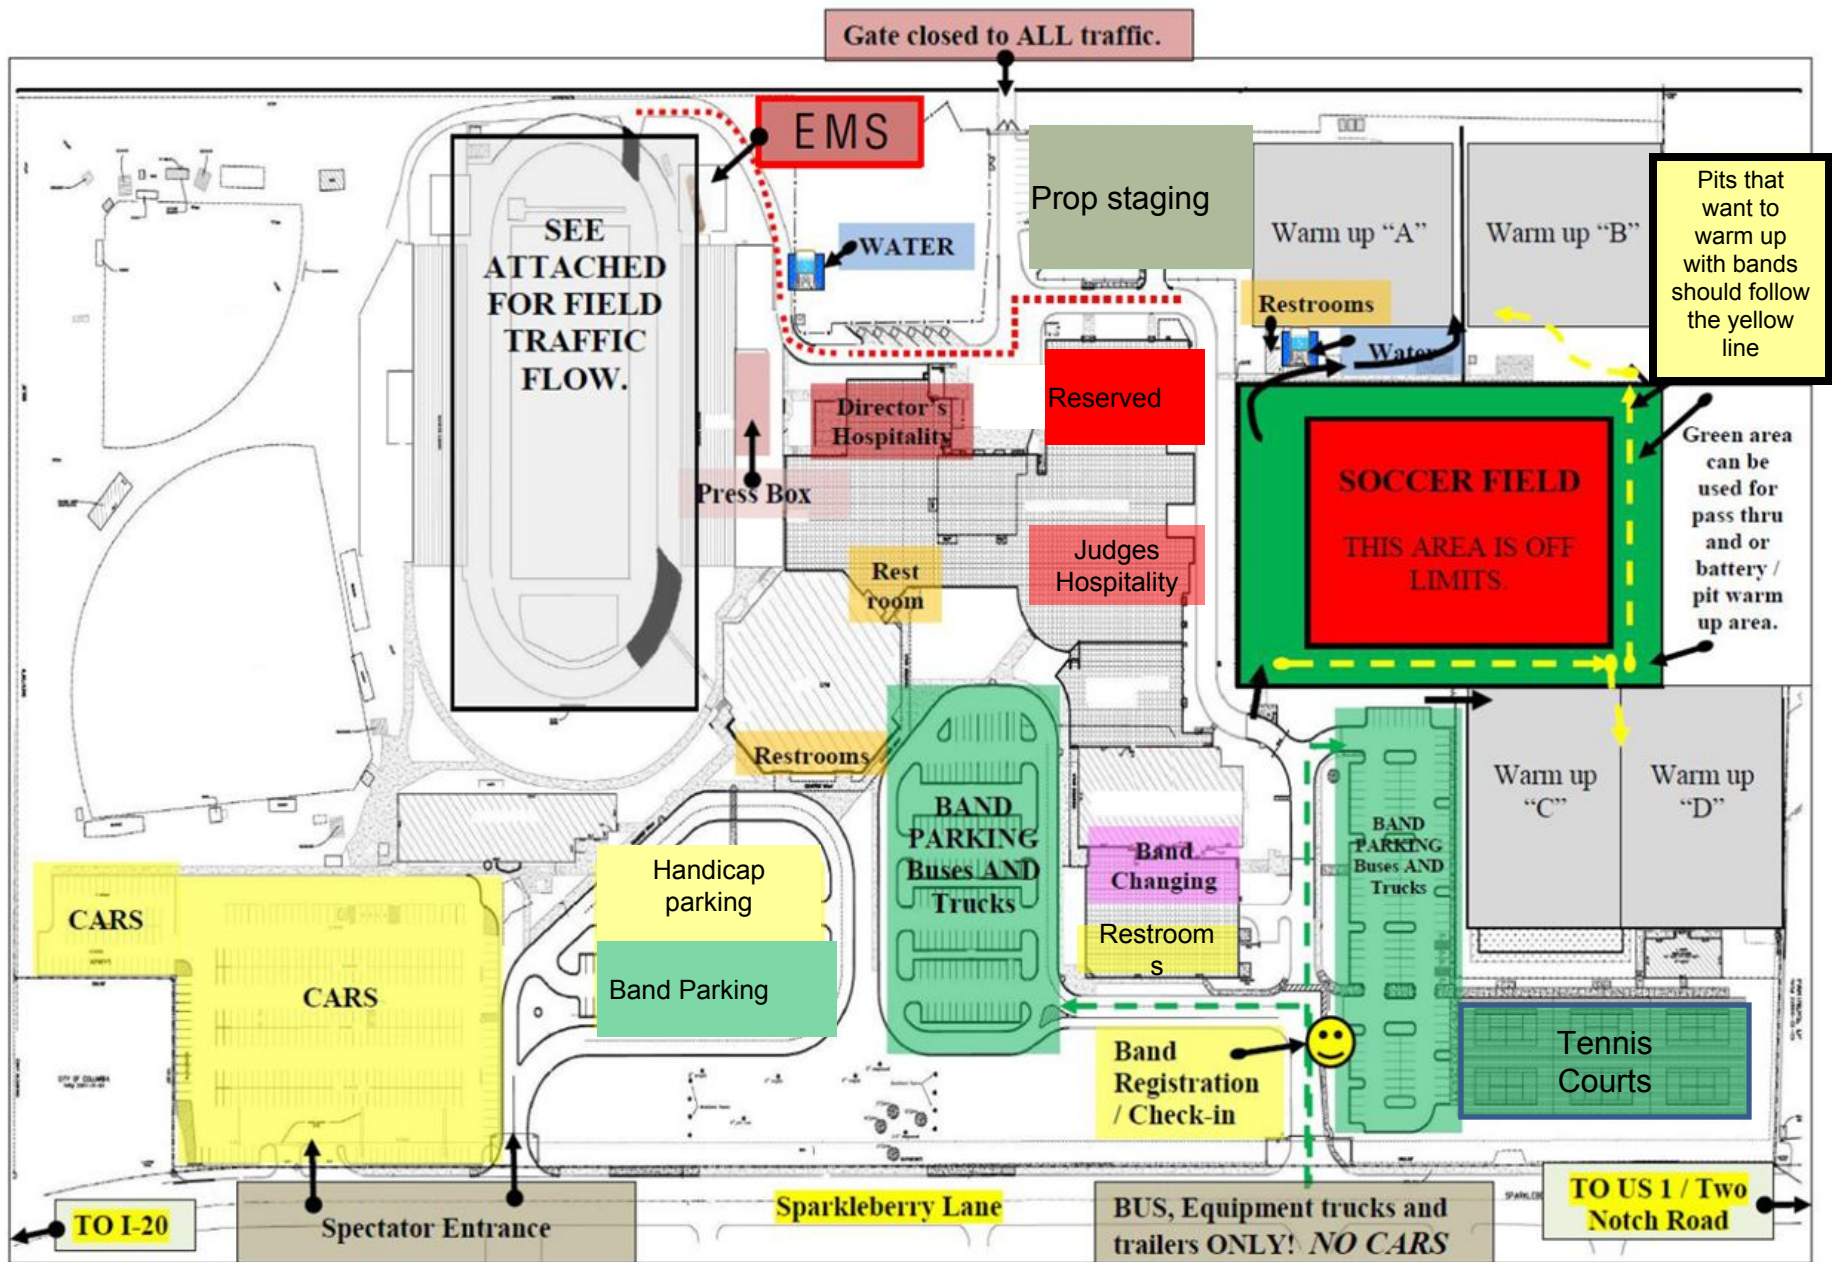 Gate closed to ALL traffic.
EMS
Prop staging
Warm up “A”
Warm up “B”
Pits that
want to
warm up
with bands
should follow
the yellow
line
SEE
ATTACHED
FOR FIELD
TRAFFIC
FLOW.
WATER
Restrooms
Water
Director's
Hospitality
Reserved
Press Box
SOCCER FIELD
THIS AREA IS OFF
LIMITS.
Green area
can be
used for
pass thru
and or
battery /
pit warm
up area.
Rest
room
Judges
Hospitality
Restrooms
BAND
PARKING
Buses AND
Trucks
BAND
PARKING
Buses AND
Trucks
Warm up
“C”
Warm up
“D”
Band
Changing
Restroom
s
Handicap
parking
Band Parking
CARS
CARS
Band
Registration
/ Check-in
Tennis
Courts
CITY OF COLUMBIA
TO I-20
Spectator Entrance
Sparkleberry Lane
BUS, Equipment trucks and
trailers ONLY! NO CARS
TO US 1 / Two
Notch Road